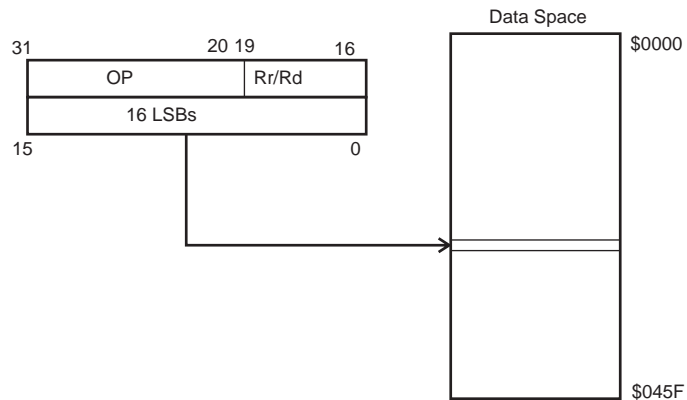 Data Space
$0000
31 20 19 16
OP Rr/Rd
16 LSBs
15 0
$045F